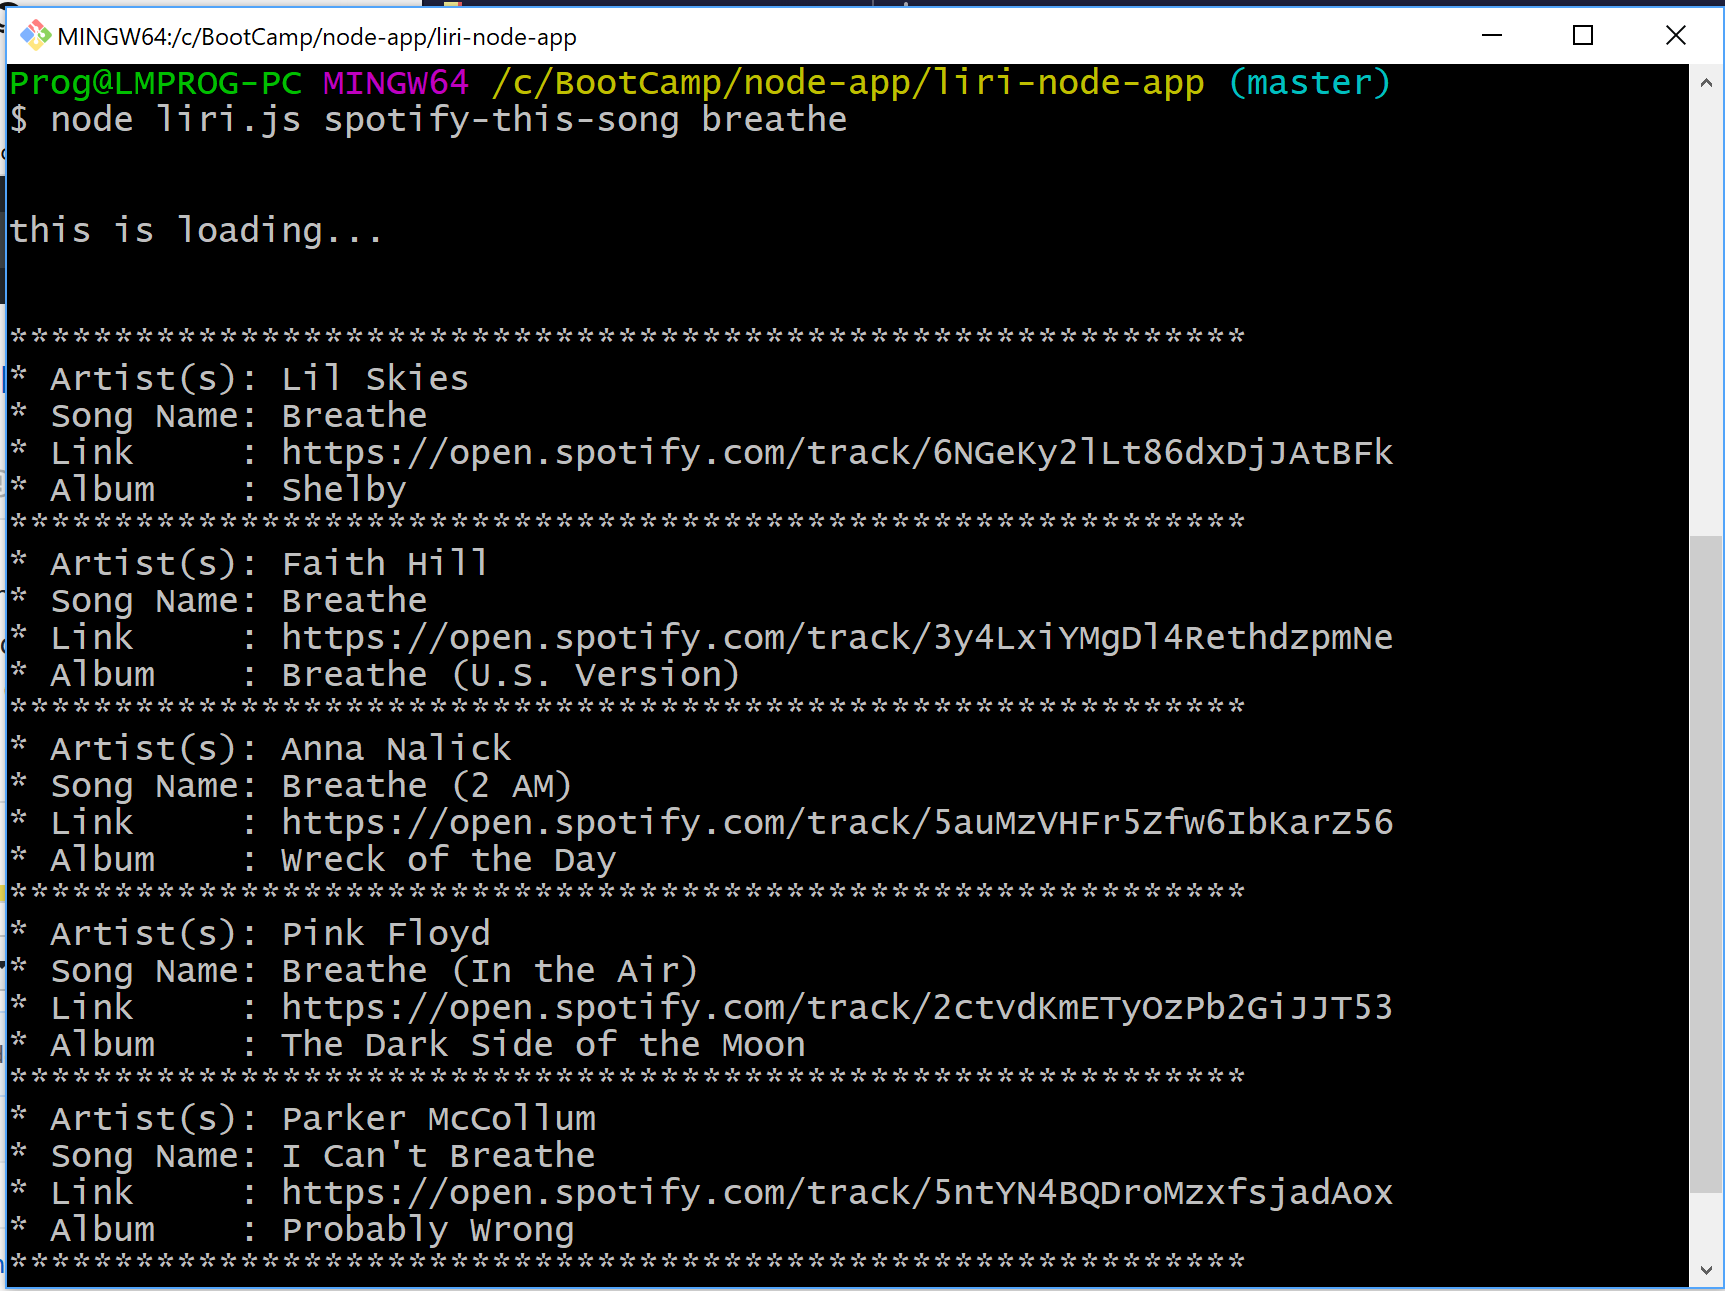 MINGW64:/c/BootCamp/node-app/liri-node-app
Prog@LMPROG-PC MINGW64 /c/BootCamp/node-app/liri-node-app (master)
$ node liri.js spotify-this-song breathe
this is loading...
***********************************************************
* Artist(s): Lil Skies
* Song Name: Breathe
* Link     : https://open.spotify.com/track/6NGeKy2lLt86dxDjJAtBFk
* Album    : Shelby
***********************************************************
* Artist(s): Faith Hill
* Song Name: Breathe
* Link     : https://open.spotify.com/track/3y4LxiYMgDl4RethdzpmNe
* Album    : Breathe (U.S. Version)
***********************************************************
* Artist(s): Anna Nalick
* Song Name: Breathe (2 AM)
* Link     : https://open.spotify.com/track/5auMzVHFr5Zfw6IbKarZ56
* Album    : Wreck of the Day
***********************************************************
* Artist(s): Pink Floyd
* Song Name: Breathe (In the Air)
* Link     : https://open.spotify.com/track/2ctvdKmETyOzPb2GiJJT53
* Album    : The Dark Side of the Moon
***********************************************************
* Artist(s): Parker McCollum
* Song Name: I Can't Breathe
* Link     : https://open.spotify.com/track/5ntYN4BQDroMzxfsjadAox
* Album    : Probably Wrong
***********************************************************